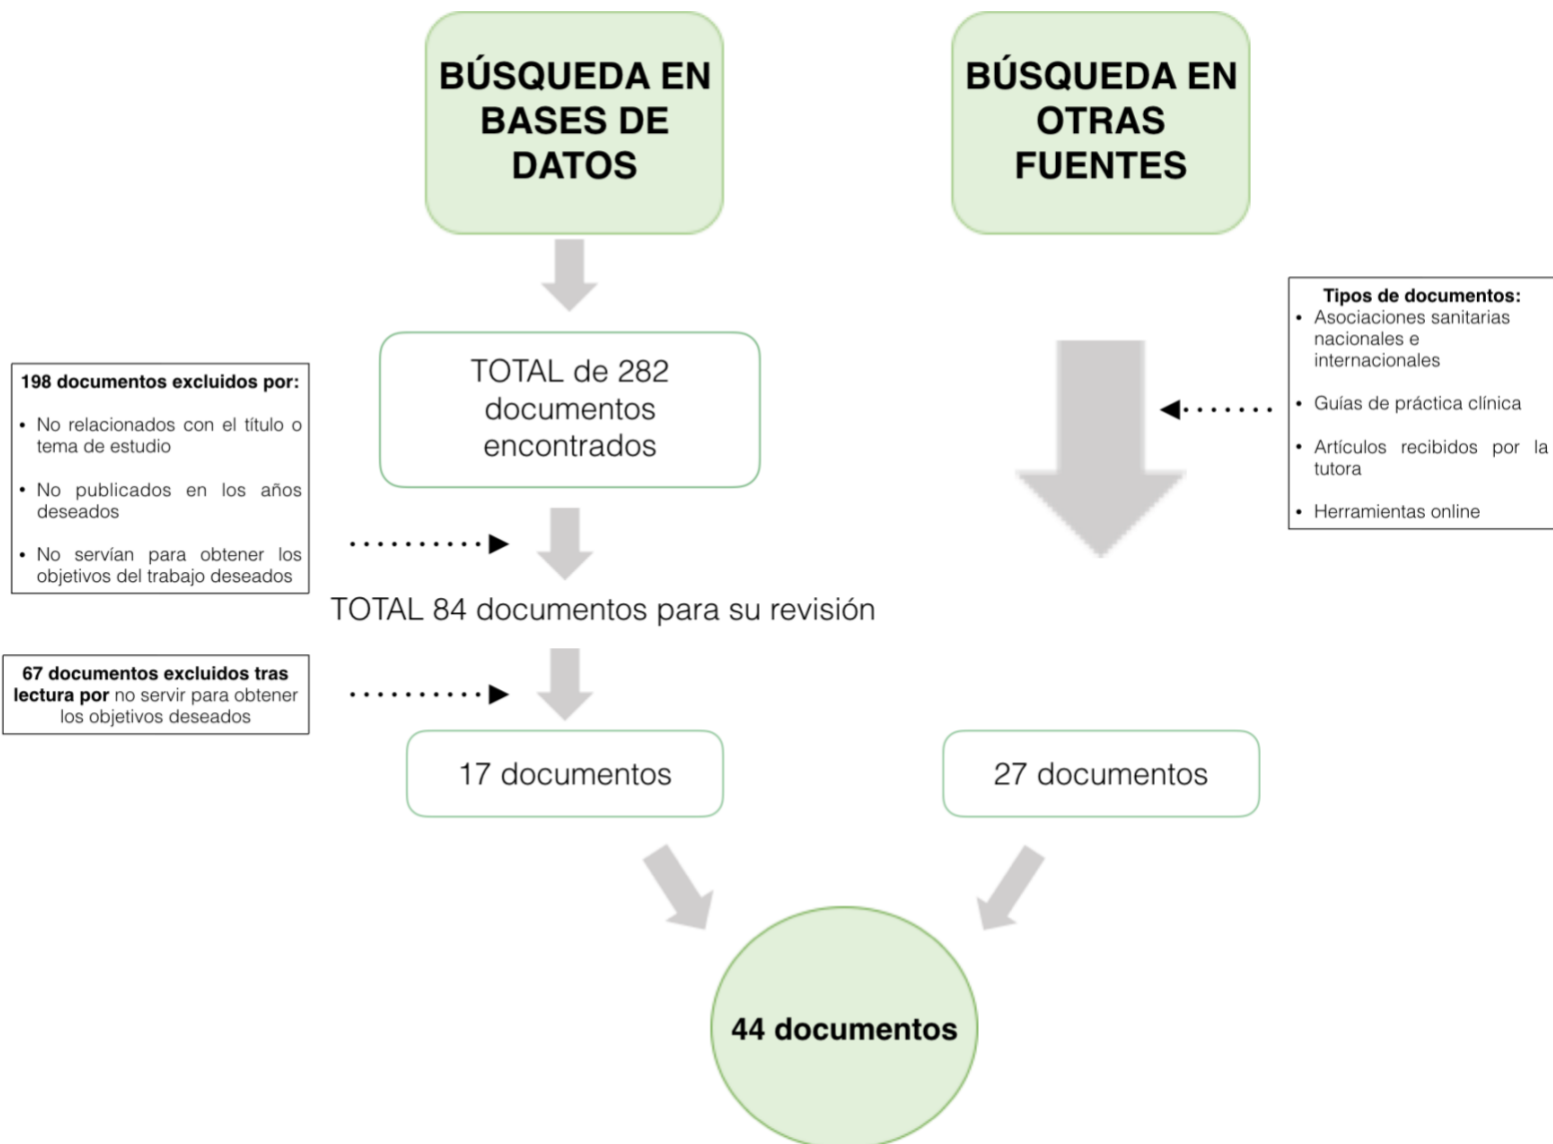 BÚSQUEDA EN
BASES DE
DATOS
BÚSQUEDA EN
OTRAS
FUENTES
Tipos de documentos:
• Asociaciones sanitarias
nacionales e
internacionales
• Guías de práctica clínica
• Artículos recibidos por la
tutora
• Herramientas online
TOTAL de 282
documentos
encontrados
198 documentos excluidos por:
• No relacionados con el título o
tema de estudio
• No publicados en los años
deseados
• No servían para obtener los
objetivos del trabajo deseados
TOTAL 84 documentos para su revisión
67 documentos excluidos tras
lectura por no servir para obtener
los objetivos deseados
17 documentos
27 documentos
44 documentos